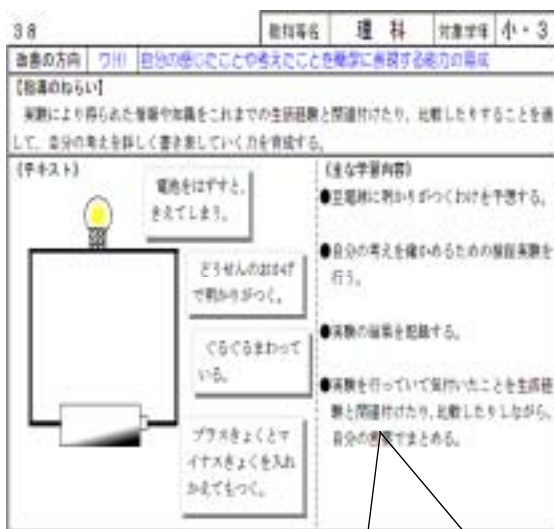 38 教科等名 理科 対象学年 小・3
改善の方向 ウ(ｲ) 自分の感じたことや考えたことを簡潔に表現する能力の育成
【指導のねらい】
実験により得られた情報や知識をこれまでの生活経験と関連付けたり、比較したりすることを通
して、自分の考えを詳しく書き表していく力を育成する。
(テキスト)
電池をはずすと、
きえてしまう。
どうせんのおかげ
で明かりがつく。
ぐるぐるまわって
いる。
プラスきょくとマ
イナスきょくを入れ
かえてもつく。
(主な学習内容)
●豆電球に明かりがつくわけを予想する。
●自分の考えを確かめるための検証実験を
行う。
●実験の結果を記録する。
●実験を行っていて気付いたことを生活経
験と関連付けたり、比較したりしながら、
自分の言葉でまとめる。